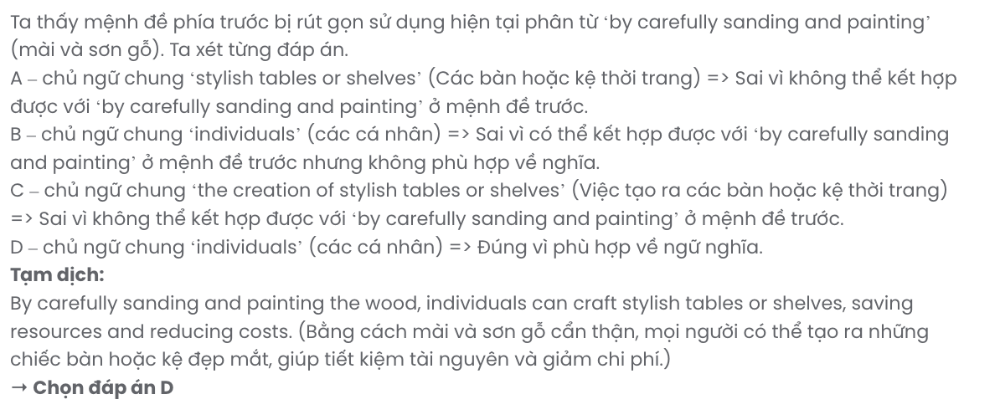 Ta thấy mệnh đề phía trước bị rút gọn sử dụng hiện tại phân từ ‘by carefully sanding and painting’
(mài và sơn gỗ). Ta xét từng đáp án.
A – chủ ngữ chung ‘stylish tables or shelves’ (Các bàn hoặc kệ thời trang) => Sai vì không thể kết hợp
được với ‘by carefully sanding and painting’ ở mệnh đề trước.
B – chủ ngữ chung ‘individuals’ (các cá nhân) => Sai vì có thể kết hợp được với ‘by carefully sanding
and painting’ ở mệnh đề trước nhưng không phù hợp về nghĩa.
C – chủ ngữ chung ‘the creation of stylish tables or shelves’ (Việc tạo ra các bàn hoặc kệ thời trang)
=> Sai vì không thể kết hợp được với ‘by carefully sanding and painting’ ở mệnh đề trước.
D – chủ ngữ chung ‘individuals’ (các cá nhân) => Đúng vì phù hợp về ngữ nghĩa.
Tạm dịch:
By carefully sanding and painting the wood, individuals can craft stylish tables or shelves, saving
resources and reducing costs. (Bằng cách mài và sơn gỗ cẩn thận, mọi người có thể tạo ra những
chiếc bàn hoặc kệ đẹp mắt, giúp tiết kiệm tài nguyên và giảm chi phí.)
→ Chọn đáp án D